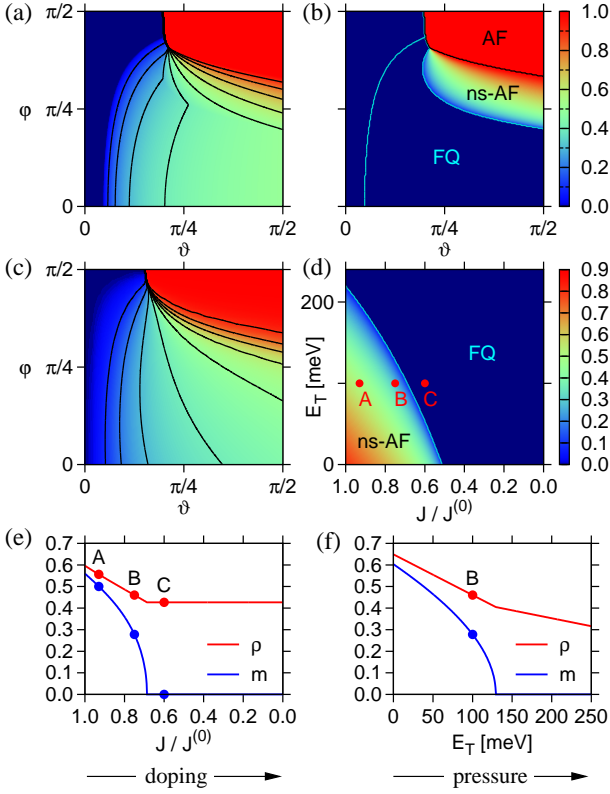 (a)
(b)
π/2
φ
π/4
0
0
π/4
π/2
ϑ
AF
ns-AF
FQ
0
π/4
π/2
ϑ
1.0
0.8
0.6
0.4
0.2
0.0
(c)
(d)
π/2
φ
π/4
0
0
π/4
π/2
ϑ
E_T [meV]
200
0
FQ
A
B
C
ns-AF
1.0
0.8
0.6
0.4
0.2
0.0
J / J^(0)
0.9
0.8
0.7
0.6
0.5
0.4
0.3
0.2
0.1
0.0
(e)
(f)
0.7
0.6
0.5
0.4
0.3
0.2
0.1
0.0
A
B
C
ρ
m
1.0
0.8
0.6
0.4
0.2
0.0
J / J^(0)
doping
0.7
0.6
0.5
0.4
0.3
0.2
0.1
0.0
B
ρ
m
0
50
100
150
200
250
E_T [meV]
pressure